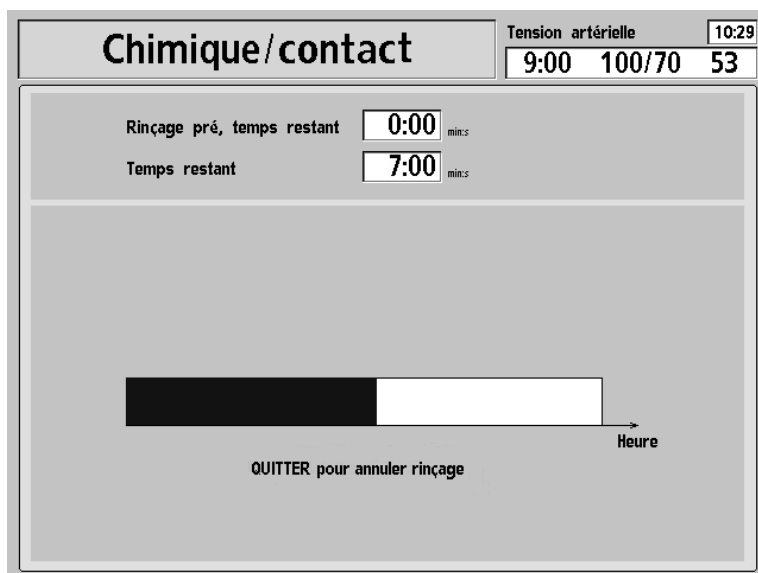 Chimique/contact
Tension artérielle 10:29
9:00 100/70 53
Rinçage pré, temps restant 0:00 min:s
Temps restant 7:00 min:s
Heure
QUITTER pour annuler rinçage